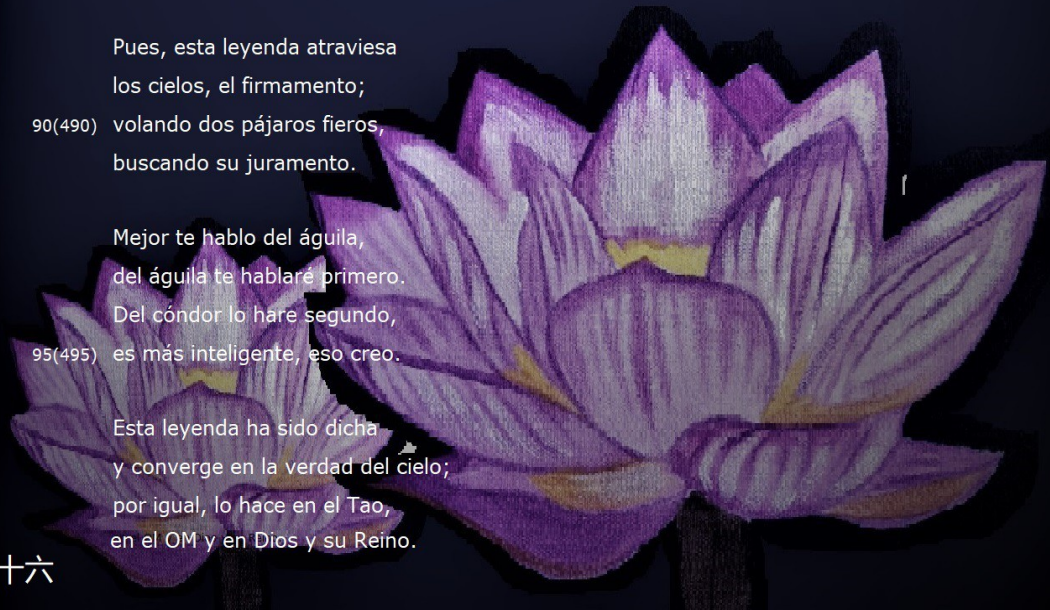 Pues, esta leyenda atraviesa
los cielos, el firmamento;
90(490) volando dos pájaros fieros,
buscando su juramento.
Mejor te hablo del águila,
del águila te hablaré primero.
Del cóndor lo hare segundo,
95(495) es más inteligente, eso creo.
Esta leyenda ha sido dicha
y converge en la verdad del cielo;
por igual, lo hace en el Tao,
en el OM y en Dios y su Reino.
十六